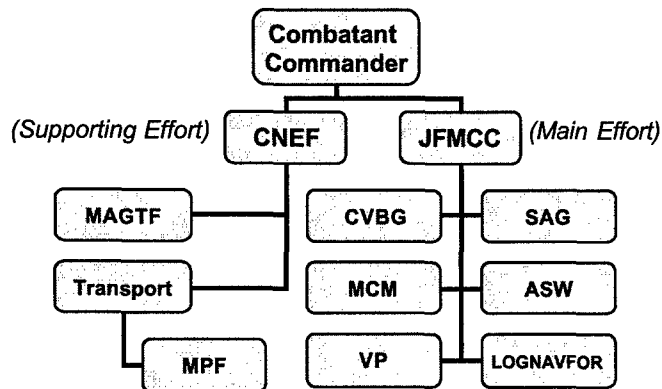 Combatant
Commander
(Supporting Effort)
CNEF
JFMCC
(Main Effort)
MAGTF
CVBG
SAG
Transport
MCM
ASW
MPF
VP
LOGNAVFOR